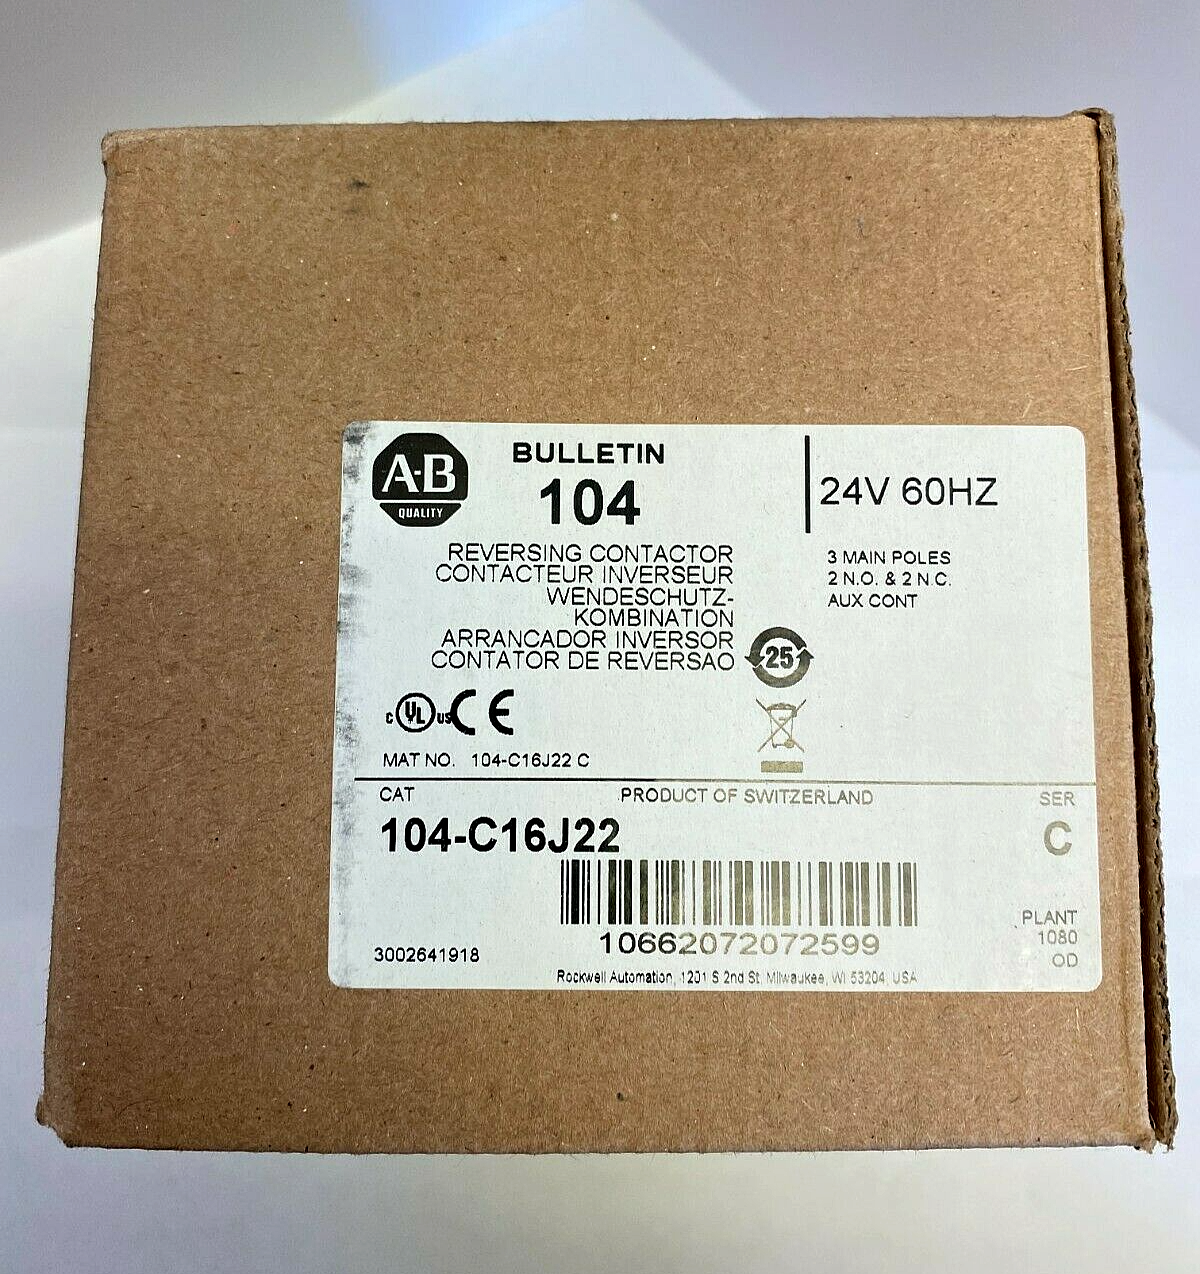 A-B
QUALITY
BULLETIN
104
24V 60HZ
REVERSING CONTACTOR
CONTACTEUR INVERSEUR
WENDESCHUTZ-
KOMBINATION
ARRANCADOR INVERSOR
CONTATOR DE REVERSAO
3 MAIN POLES
2 N.O. & 2 N.C.
AUX CONT
25
C UL US CE
MAT NO. 104-C16J22 C
CAT
PRODUCT OF SWITZERLAND
SER
104-C16J22
C
10662072072599
PLANT
1080
OD
3002641918
Rockwell Automation, 1201 S 2nd St. Milwaukee, WI 53204, USA